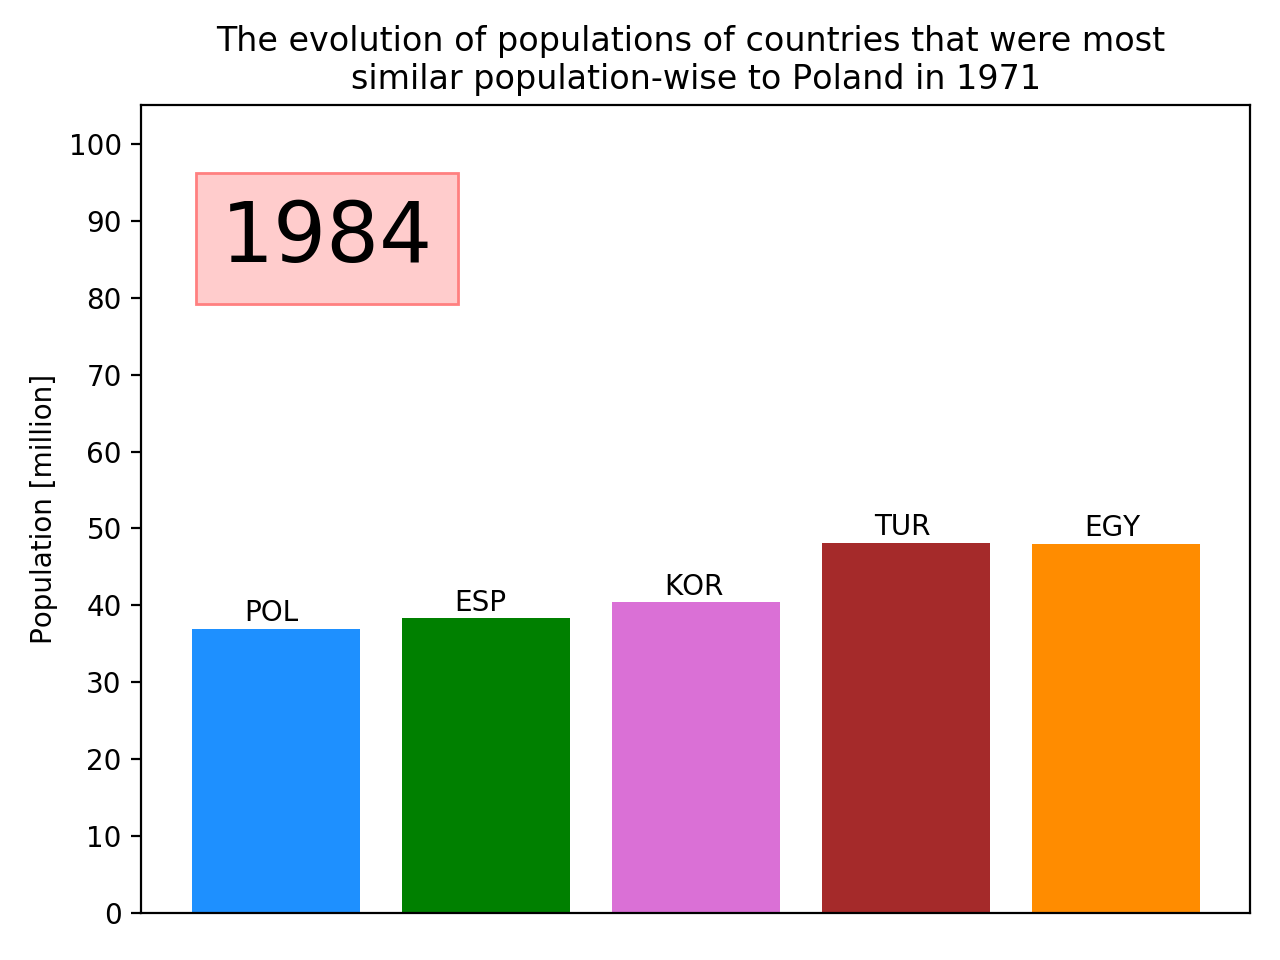 The evolution of populations of countries that were most
similar population-wise to Poland in 1971
Population [million]
100
90
80
70
60
50
40
30
20
10
0
1984
POL
ESP
KOR
TUR
EGY